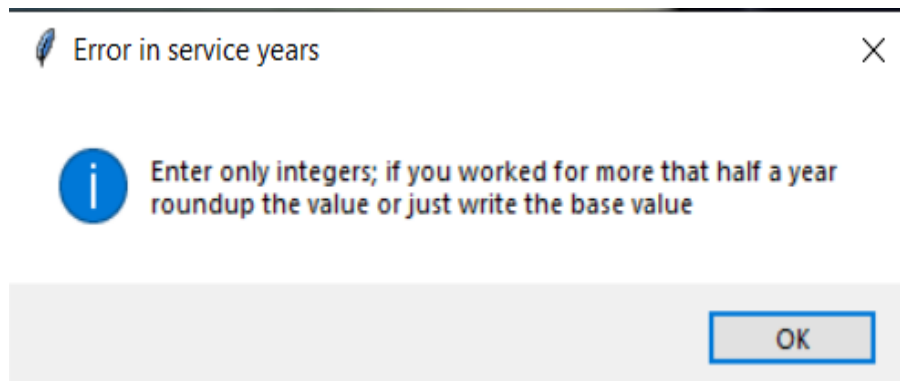 Error in service years
Enter only integers; if you worked for more that half a year
roundup the value or just write the base value
OK